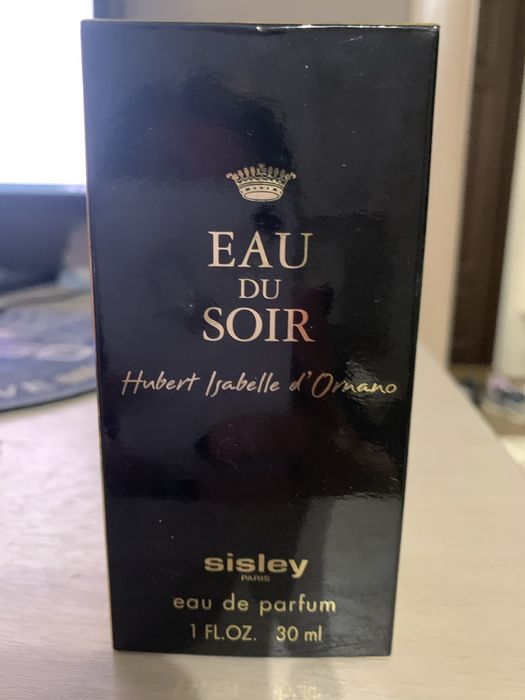 EAU
DU
SOIR
Hubert Isabelle d'Ornano
sisley
PARIS
eau de parfum
1 FL.OZ. 30 ml